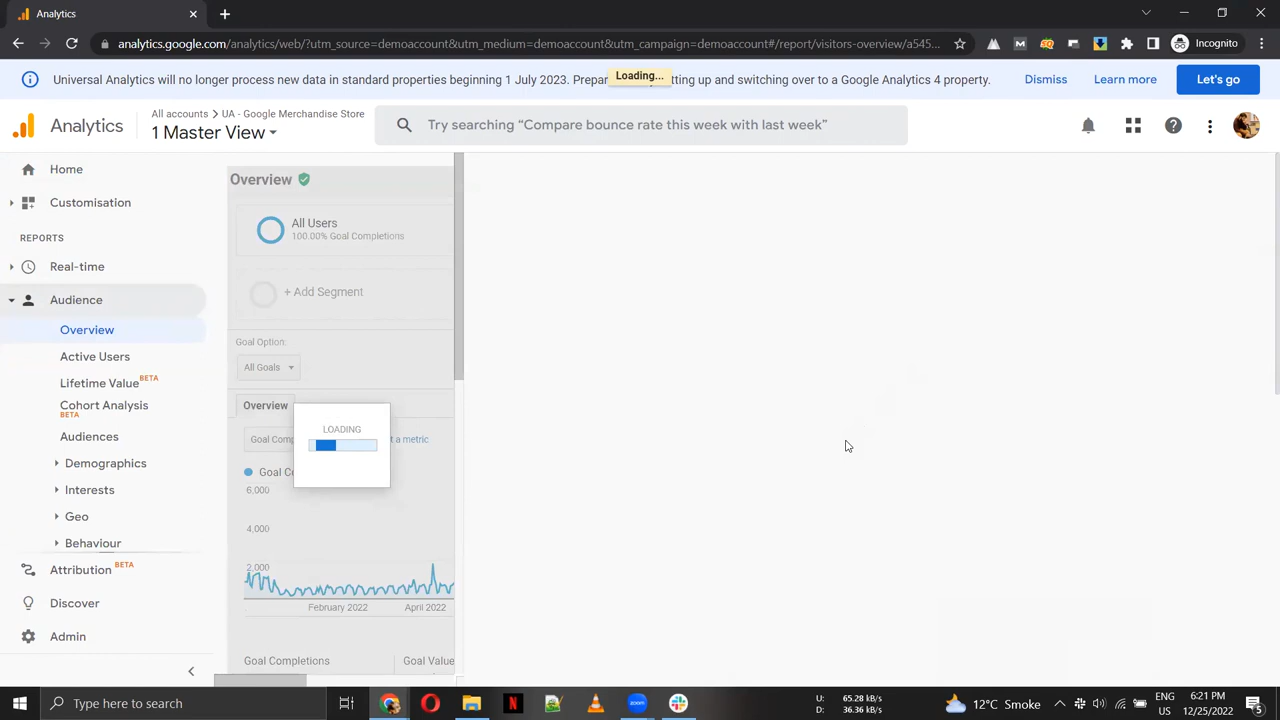 Analytics
analytics.google.com/analytics/web/?utm_source=demoaccount&utm_medium=demoaccount&utm_campaign=demoaccount#/report/visitors-overview/a545...
Incognito
Universal Analytics will no longer process new data in standard properties beginning 1 July 2023. Prepar
Loading...
tting up and switching over to a Google Analytics 4 property.
Dismiss
Learn more
Let's go
Analytics
All accounts > UA - Google Merchandise Store
1 Master View
Try searching “Compare bounce rate this week with last week”
Home
Customisation
REPORTS
Real-time
Audience
Overview
Active Users
Lifetime Value BETA
Cohort Analysis
BETA
Audiences
Demographics
Interests
Geo
Behaviour
Attribution BETA
Discover
Admin
Overview
All Users
100.00% Goal Completions
+ Add Segment
Goal Option:
All Goals
Overview
Goal Comp
t a metric
LOADING
Goal C
6,000
4,000
2,000
February 2022
April 2022
Goal Completions
Goal Value
Type here to search
N
zoom
U: 65.28 kB/s
D: 36.36 kB/s
12°C Smoke
ENG
US
6:21 PM
12/25/2022
5